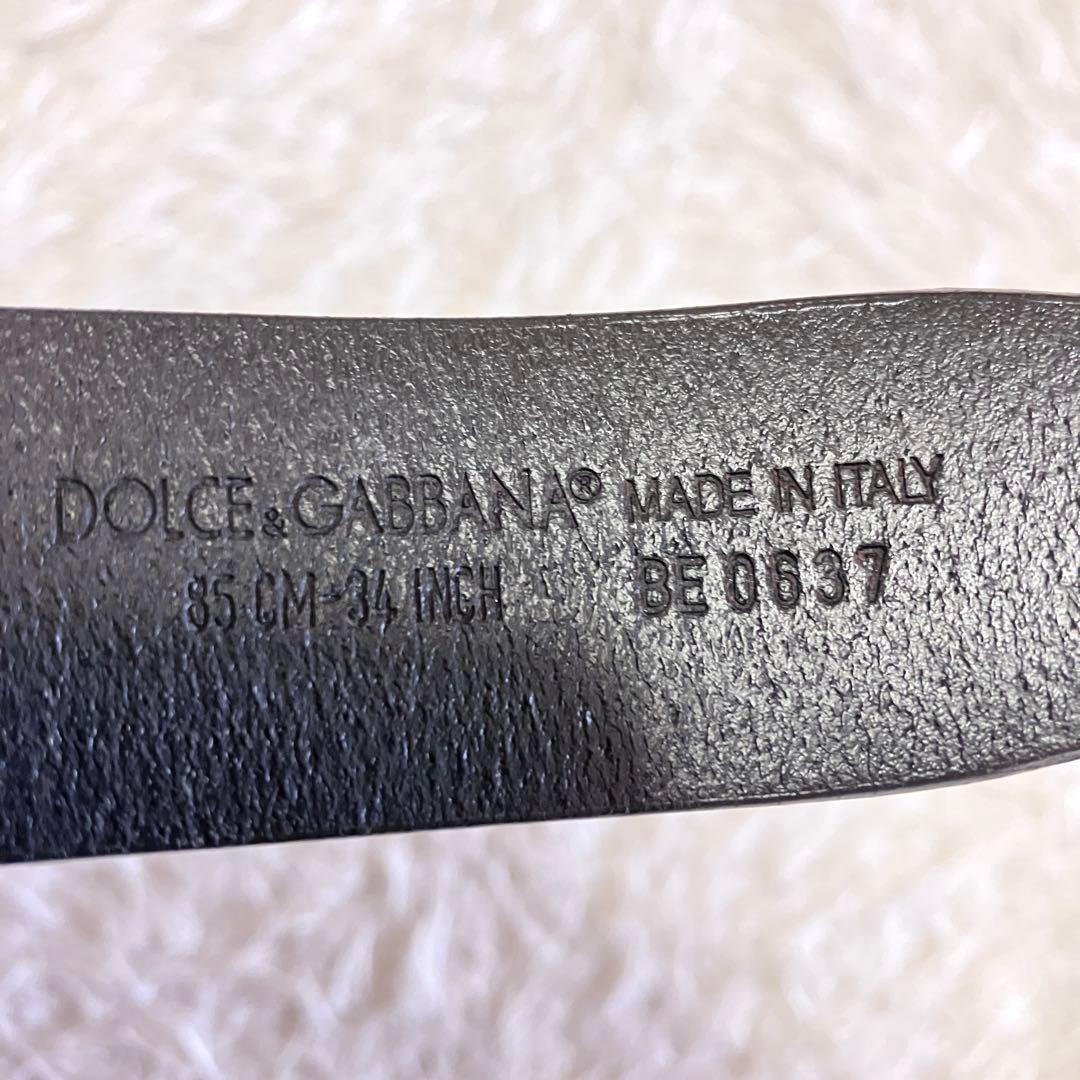 DOLCE&GABBANA® MADE IN ITALY
85 CM-34 INCH BE 0637